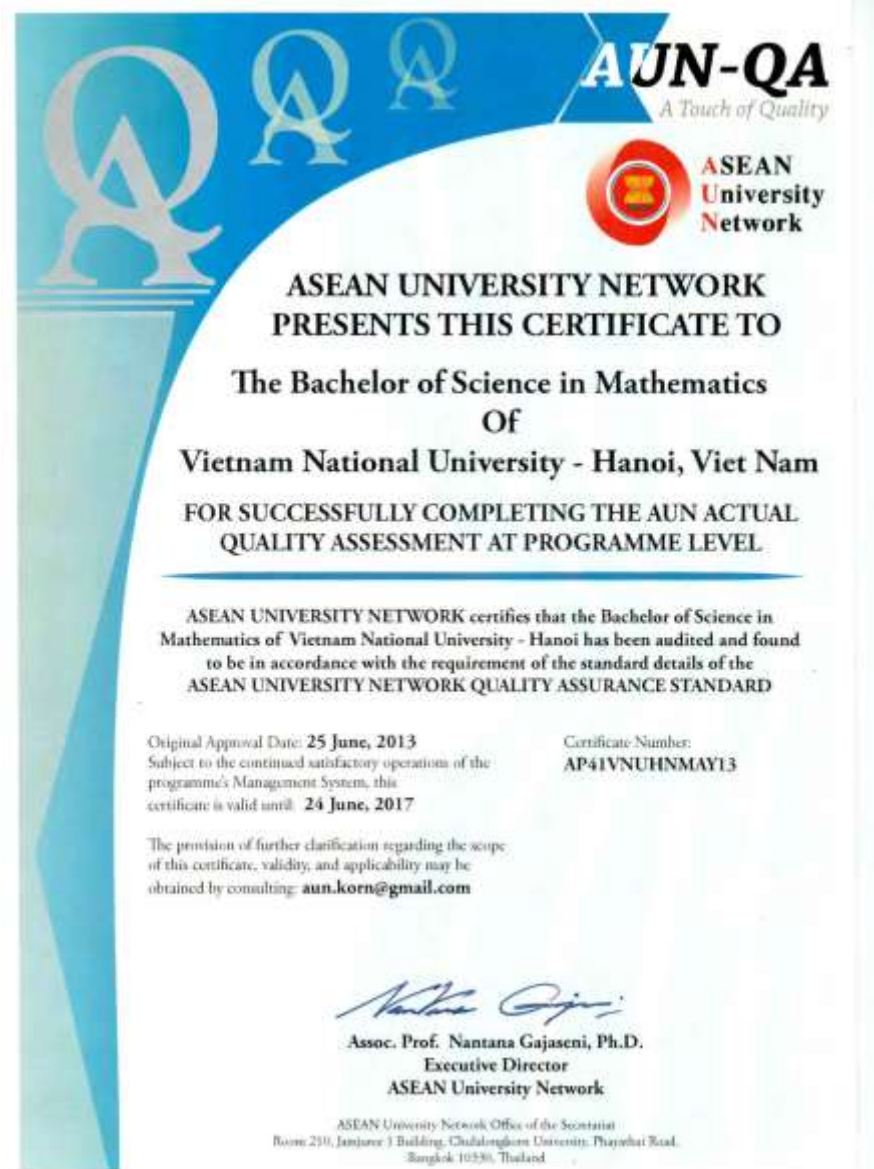 AUN-QA
A Touch of Quality
ASEAN
University
Network
ASEAN UNIVERSITY NETWORK
PRESENTS THIS CERTIFICATE TO
The Bachelor of Science in Mathematics
Of
Vietnam National University - Hanoi, Viet Nam
FOR SUCCESSFULLY COMPLETING THE AUN ACTUAL
QUALITY ASSESSMENT AT PROGRAMME LEVEL
ASEAN UNIVERSITY NETWORK certifies that the Bachelor of Science in
Mathematics of Vietnam National University - Hanoi has been audited and found
to be in accordance with the requirement of the standard details of the
ASEAN UNIVERSITY NETWORK QUALITY ASSURANCE STANDARD
Original Approval Date: 25 June, 2013
Subject to the continued satisfactory operations of the
programme's Management System, this
certificate is valid until: 24 June, 2017
Certificate Number:
AP41VNUHNMAY13
The provision of further clarification regarding the scope
of this certificate, validity, and applicability may be
obtained by consulting: aun.korn@gmail.com
Assoc. Prof. Nantana Gajaseni, Ph.D.
Executive Director
ASEAN University Network
ASEAN University Network Office of the Secretariat
Room 210, Jamjuree 1 Building, Chulalongkorn University, Phayathai Road,
Bangkok 10330, Thailand